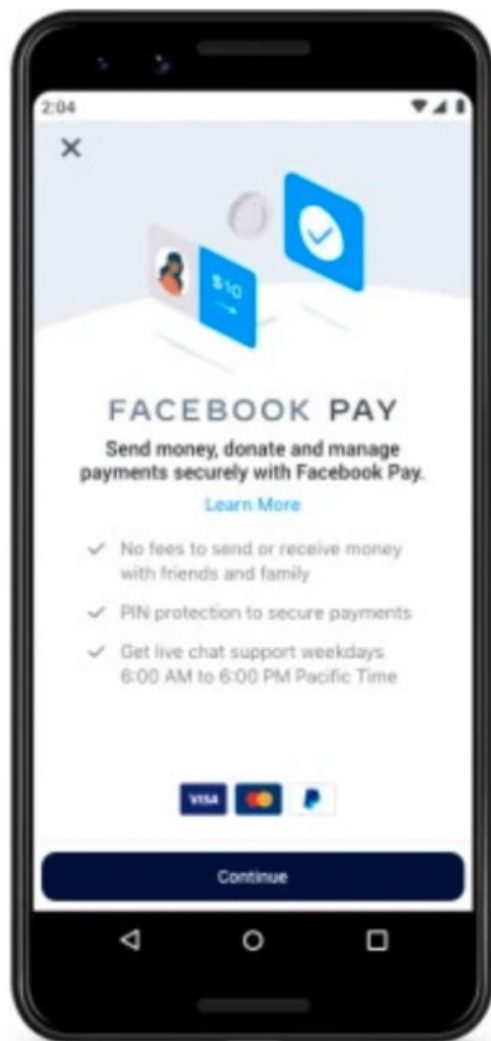 2:04
$10
FACEBOOK PAY
Send money, donate and manage
payments securely with Facebook Pay.
Learn More
No fees to send or receive money
with friends and family
PIN protection to secure payments
Get live chat support weekdays
6:00 AM to 6:00 PM Pacific Time
VISA
Continue